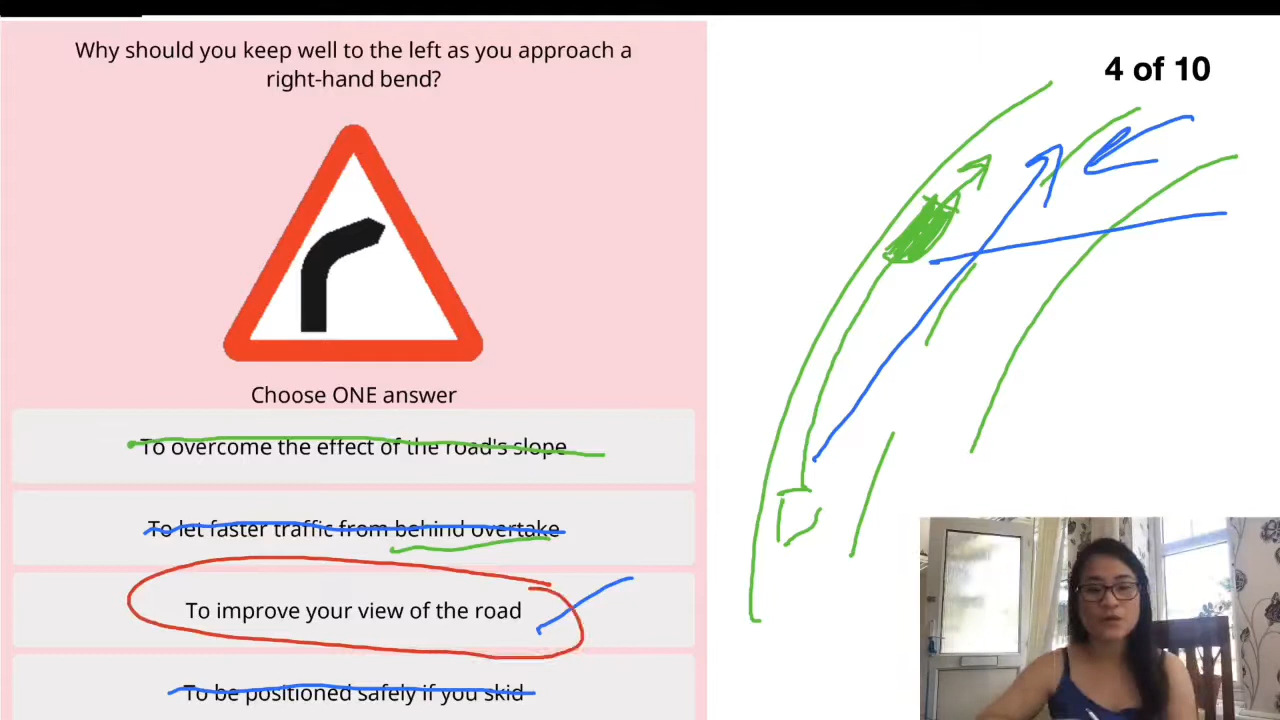 Why should you keep well to the left as you approach a
right-hand bend?
4 of 10
Choose ONE answer
To overcome the effect of the road's slope
To let faster traffic from behind overtake
To improve your view of the road
To be positioned safely if you skid